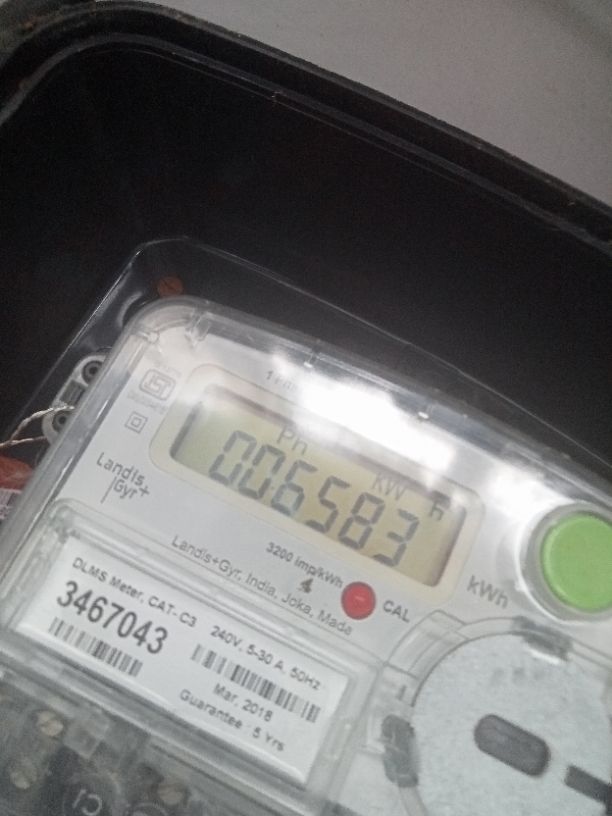 Ph
kW h
006583
Landis
Gyr+
3200 imp/kWh
kWh
Landis+Gyr, India, Joka, Made
CAL
DLMS Meter, CAT- C3
3467043
240V, 5-30 A, 50Hz
Mar, 2018
Guarantee : 5 Yrs